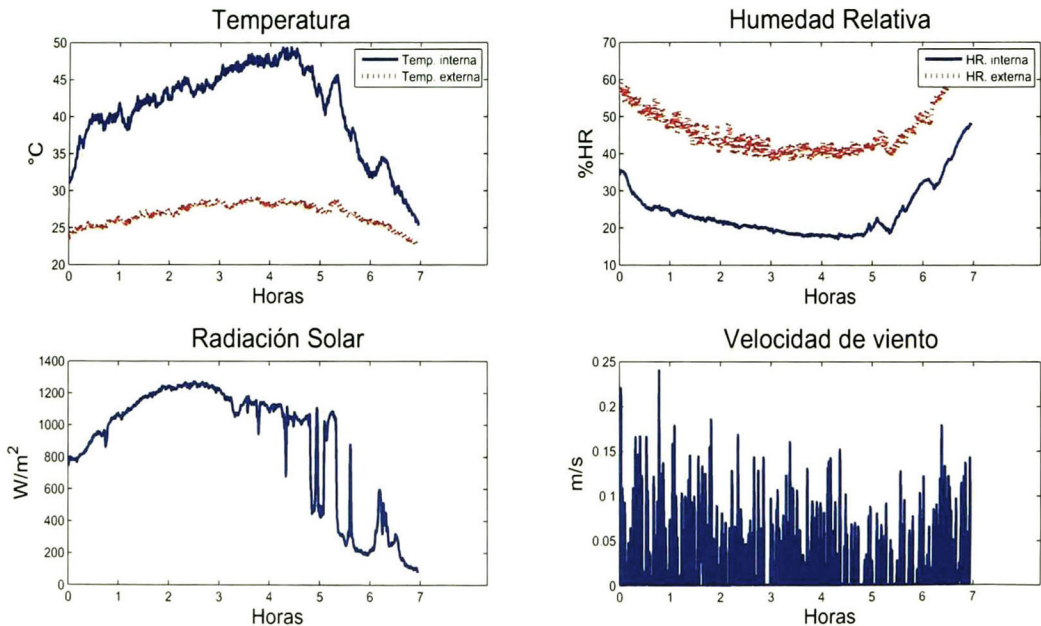 Temperatura
50
45
40
35
30
25
20
°C
Temp. interna
Temp. externa
0 1 2 3 4 5 6 7
Horas
Humedad Relativa
70
60
50
40
30
20
10
%HR
HR. interna
HR. externa
0 1 2 3 4 5 6 7
Horas
Radiación Solar
1400
1200
1000
800
600
400
200
0
W/m²
0 1 2 3 4 5 6 7
Horas
Velocidad de viento
0.25
0.2
0.15
0.1
0.05
0
m/s
0 1 2 3 4 5 6 7
Horas